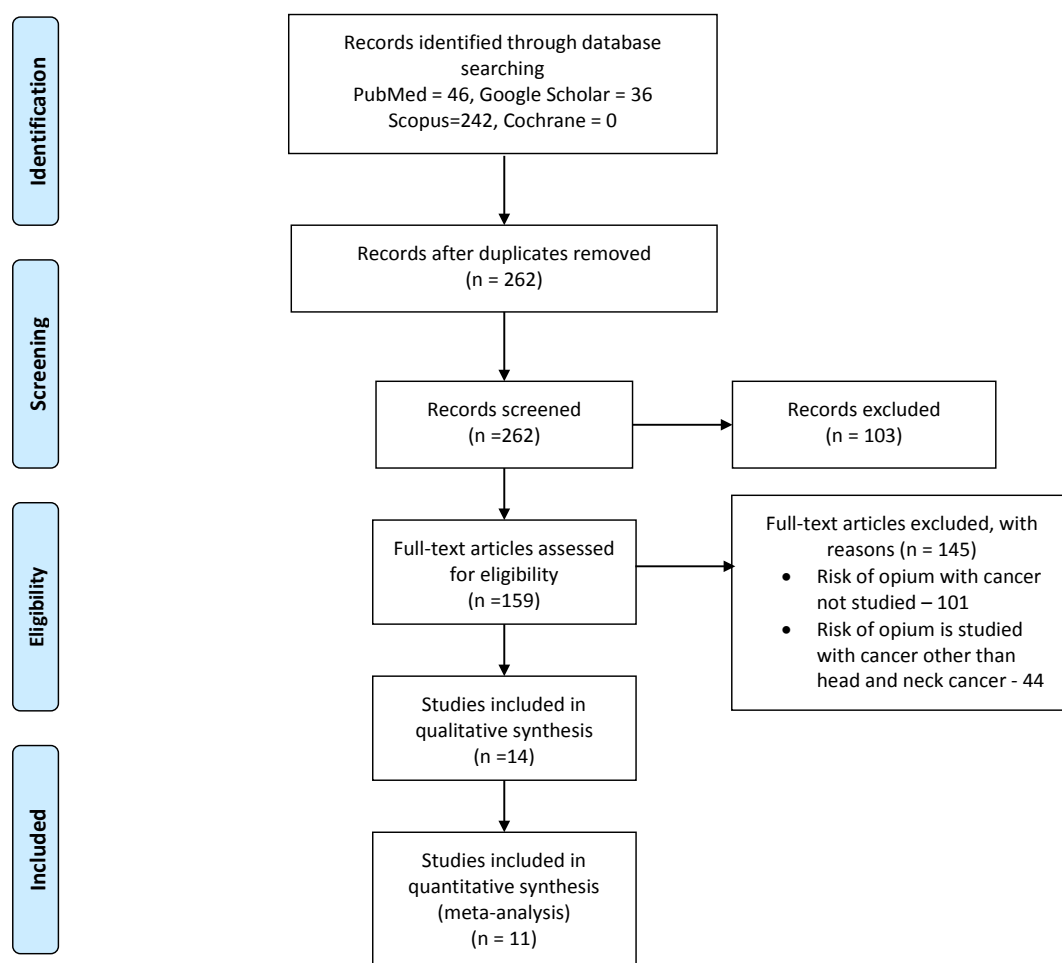 Identification
Records identified through database
searching
PubMed = 46, Google Scholar = 36
Scopus=242, Cochrane = 0
Records after duplicates removed
(n = 262)
Screening
Records screened
(n =262)
Records excluded
(n = 103)
Eligibility
Full-text articles assessed
for eligibility
(n =159)
Full-text articles excluded, with
reasons (n = 145)
• Risk of opium with cancer
not studied – 101
• Risk of opium is studied
with cancer other than
head and neck cancer - 44
Studies included in
qualitative synthesis
(n =14)
Included
Studies included in
quantitative synthesis
(meta-analysis)
(n = 11)